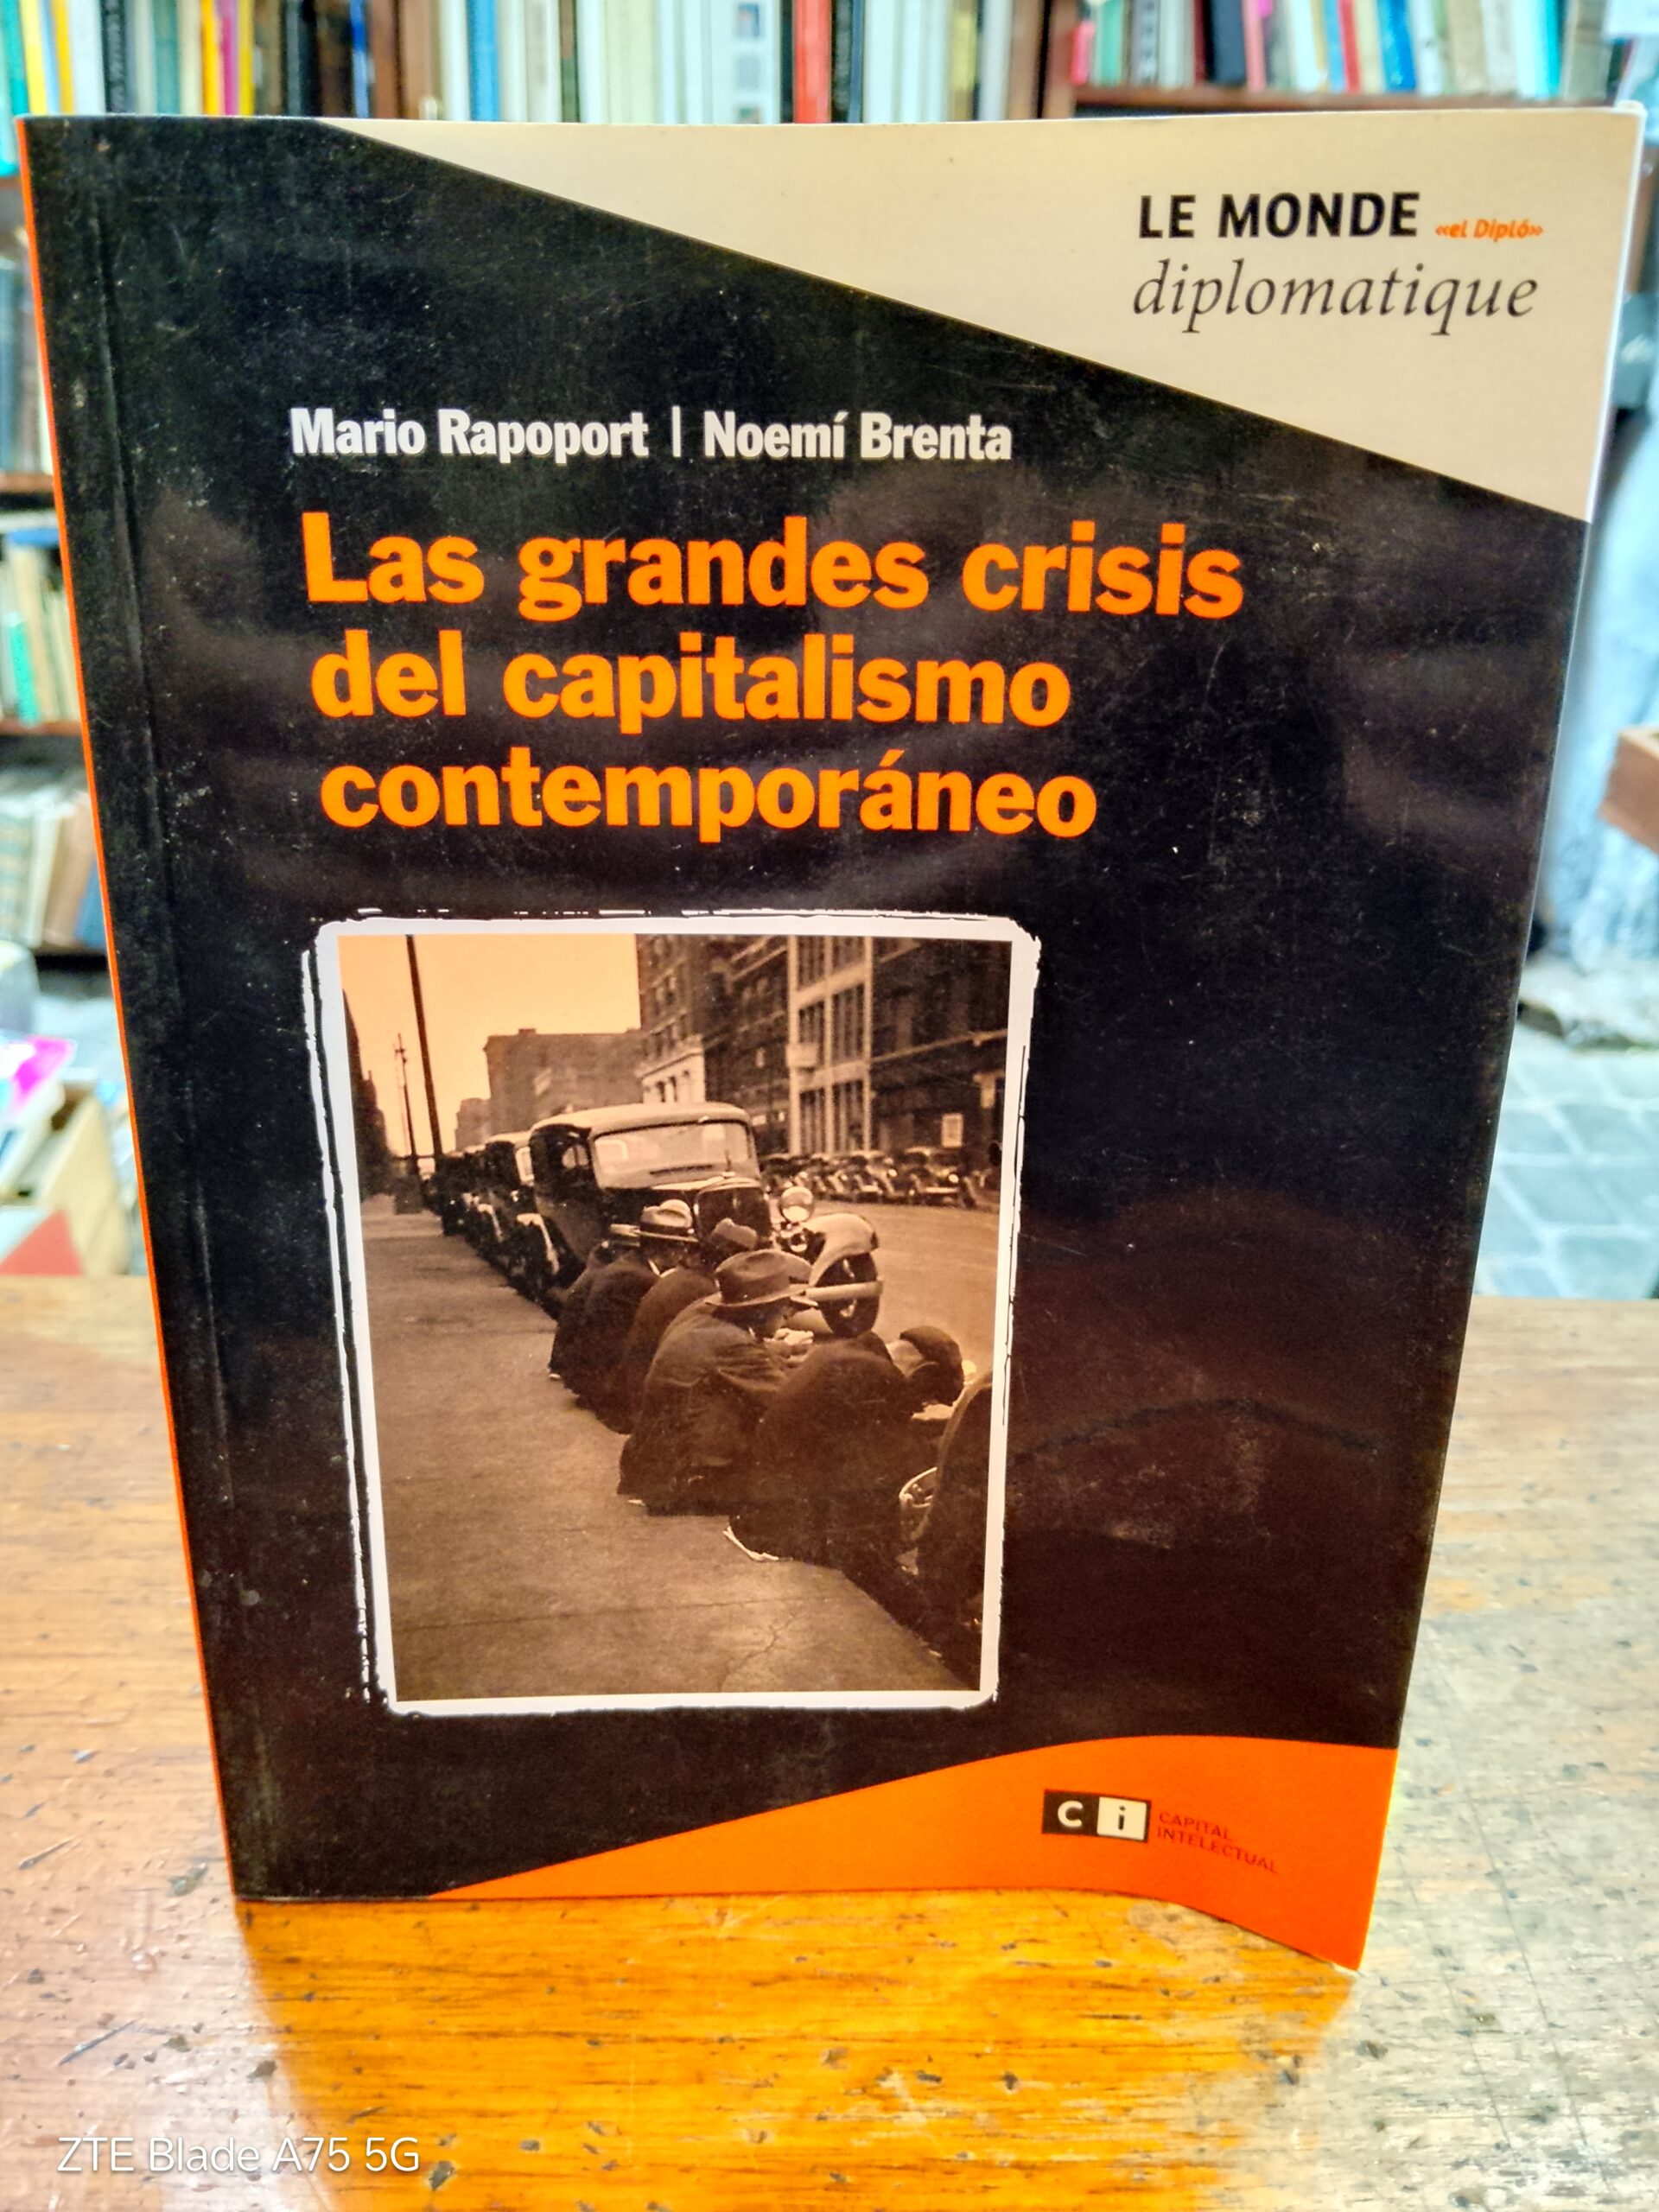 LE MONDE «el Dipló»
diplomatique
Mario Rapoport | Noemí Brenta
Las grandes crisis
del capitalismo
contemporáneo
ci CAPITAL
INTELECTUAL
ZTE Blade A75 5G